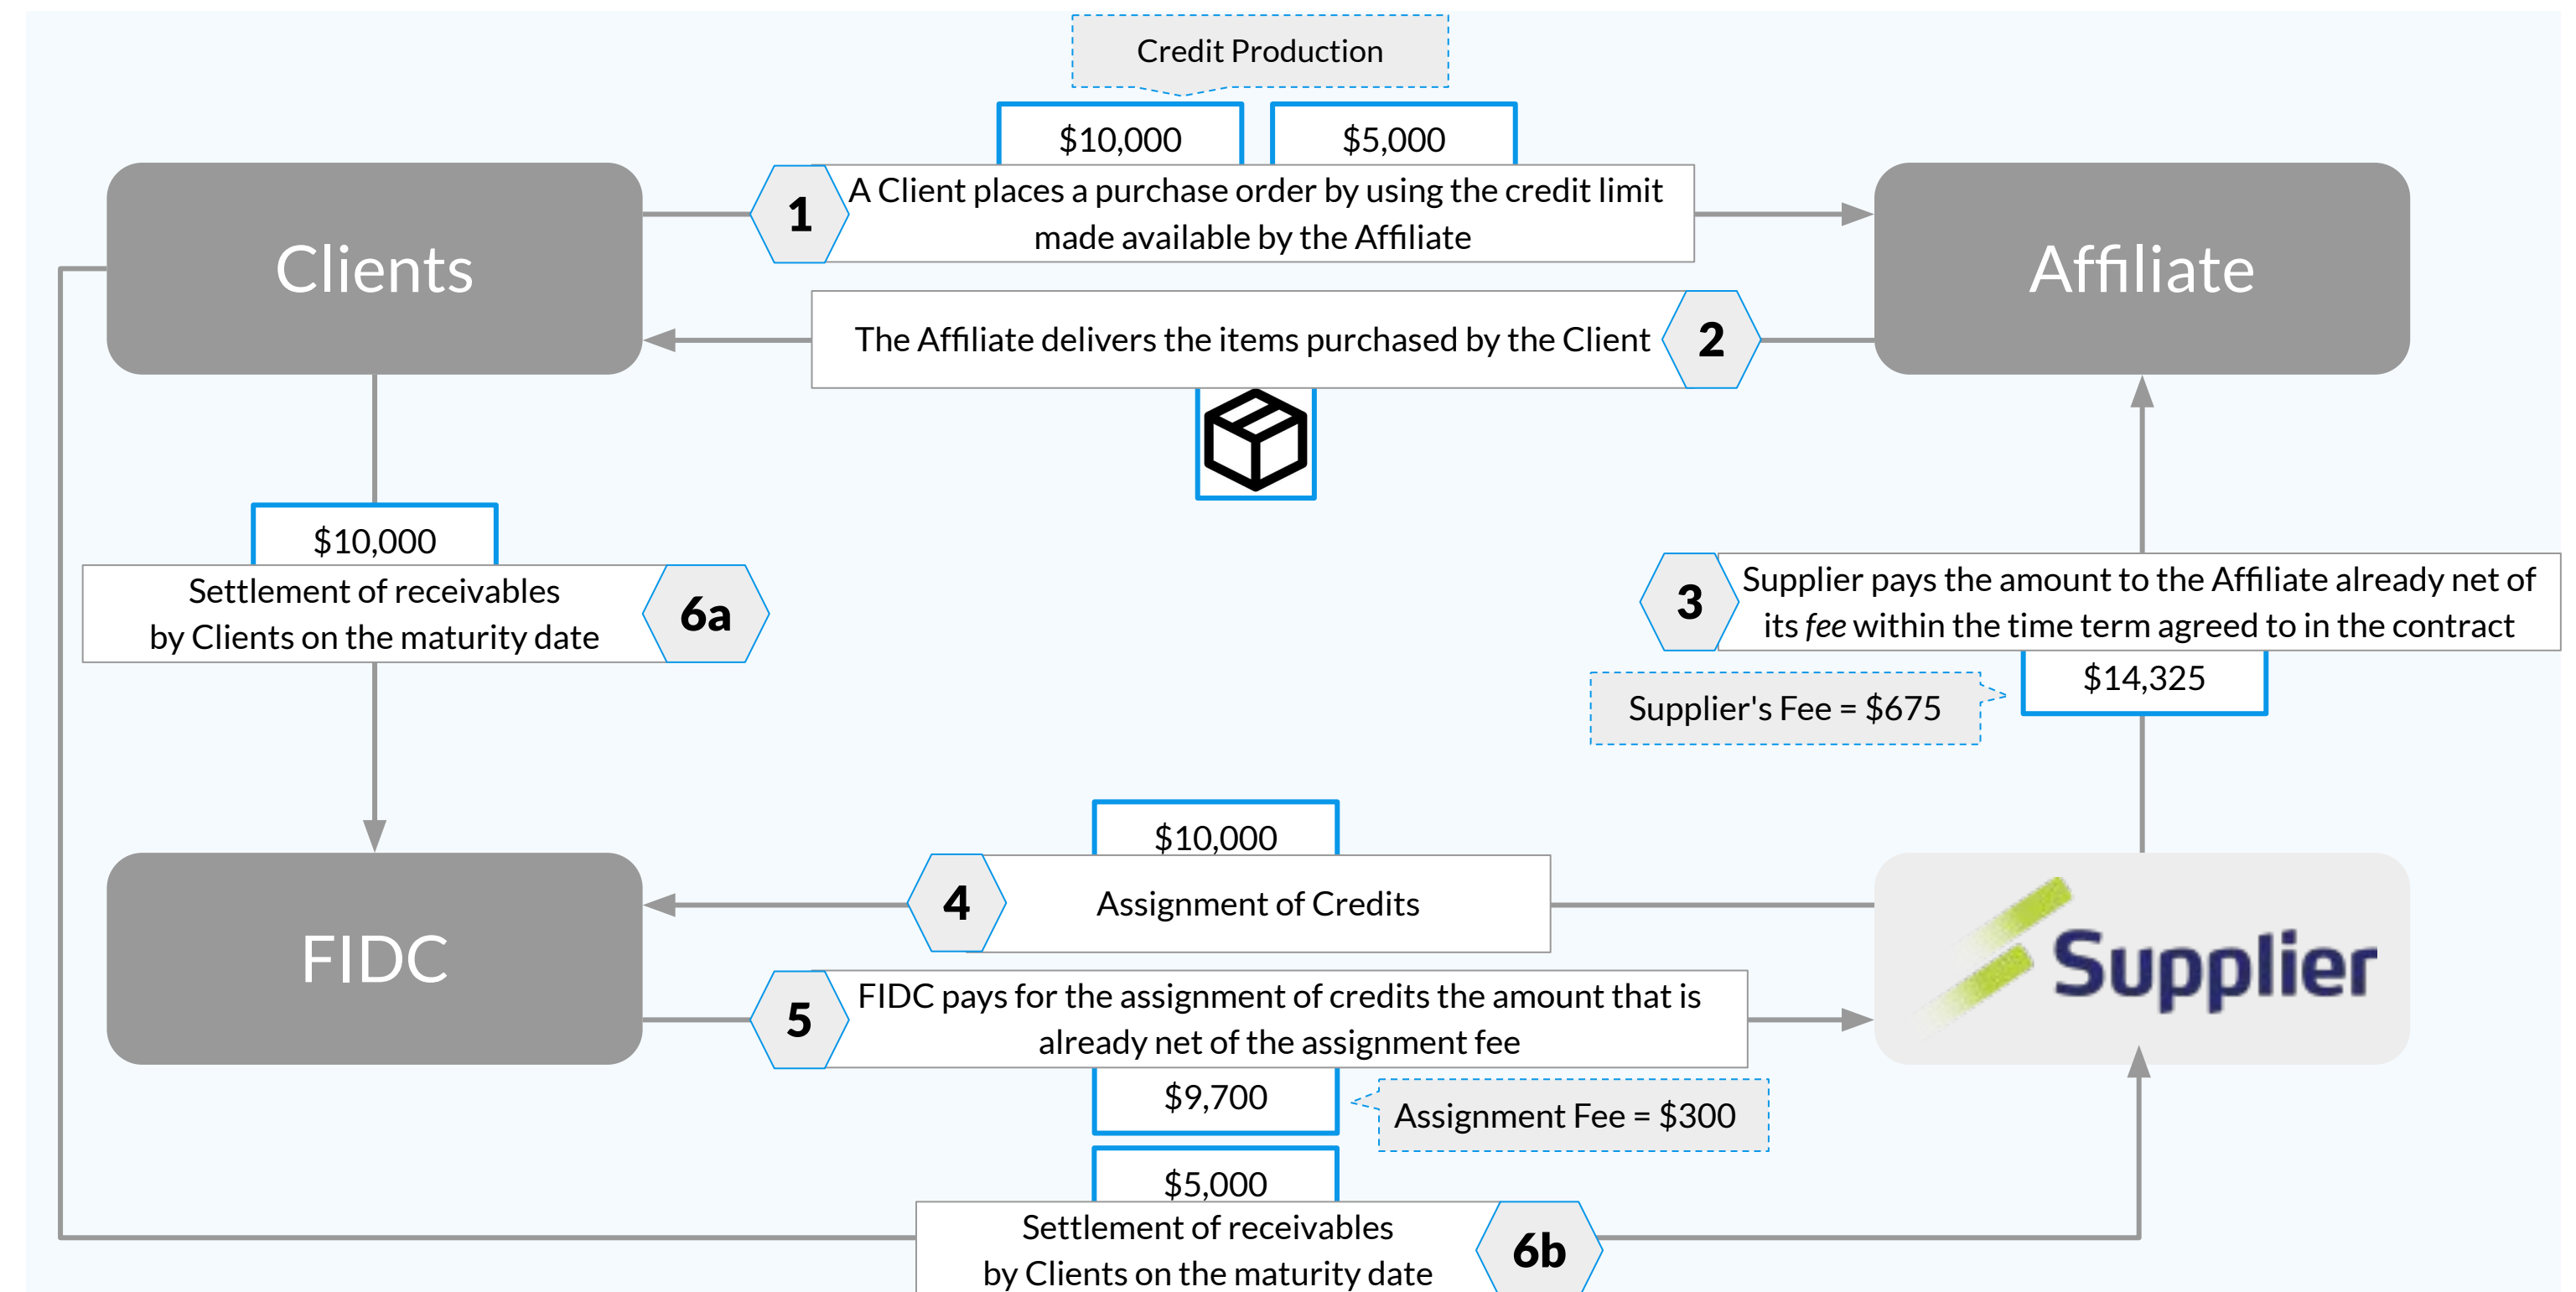 Credit Production
$10,000
$5,000
Clients
1
A Client places a purchase order by using the credit limit
made available by the Affiliate
Affiliate
The Affiliate delivers the items purchased by the Client
2
$10,000
Settlement of receivables
by Clients on the maturity date
6a
3
Supplier pays the amount to the Affiliate already net of
its fee within the time term agreed to in the contract
$14,325
Supplier's Fee = $675
$10,000
4
Assignment of Credits
FIDC
Supplier
5
FIDC pays for the assignment of credits the amount that is
already net of the assignment fee
$9,700
Assignment Fee = $300
$5,000
Settlement of receivables
by Clients on the maturity date
6b